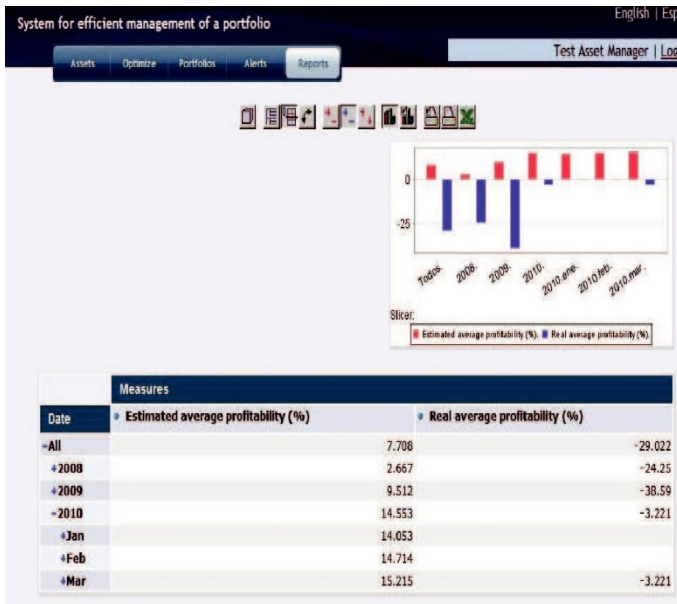 English | Esp
System for efficient management of a portfolio
Test Asset Manager | Log
Assets Optimize Portfolios Alerts Reports
0
-25
Todos. 2008. 2009. 2010. 2010.ene. 2010.feb. 2010.mar.
Slicer:
Estimated average profitability (%). Real average profitability (%)
Measures
Date Estimated average profitability (%) Real average profitability (%)
-All 7.708 -29.022
+2008 2.667 -24.25
+2009 9.512 -38.59
-2010 14.553 -3.221
+Jan 14.053
+Feb 14.714
+Mar 15.215 -3.221